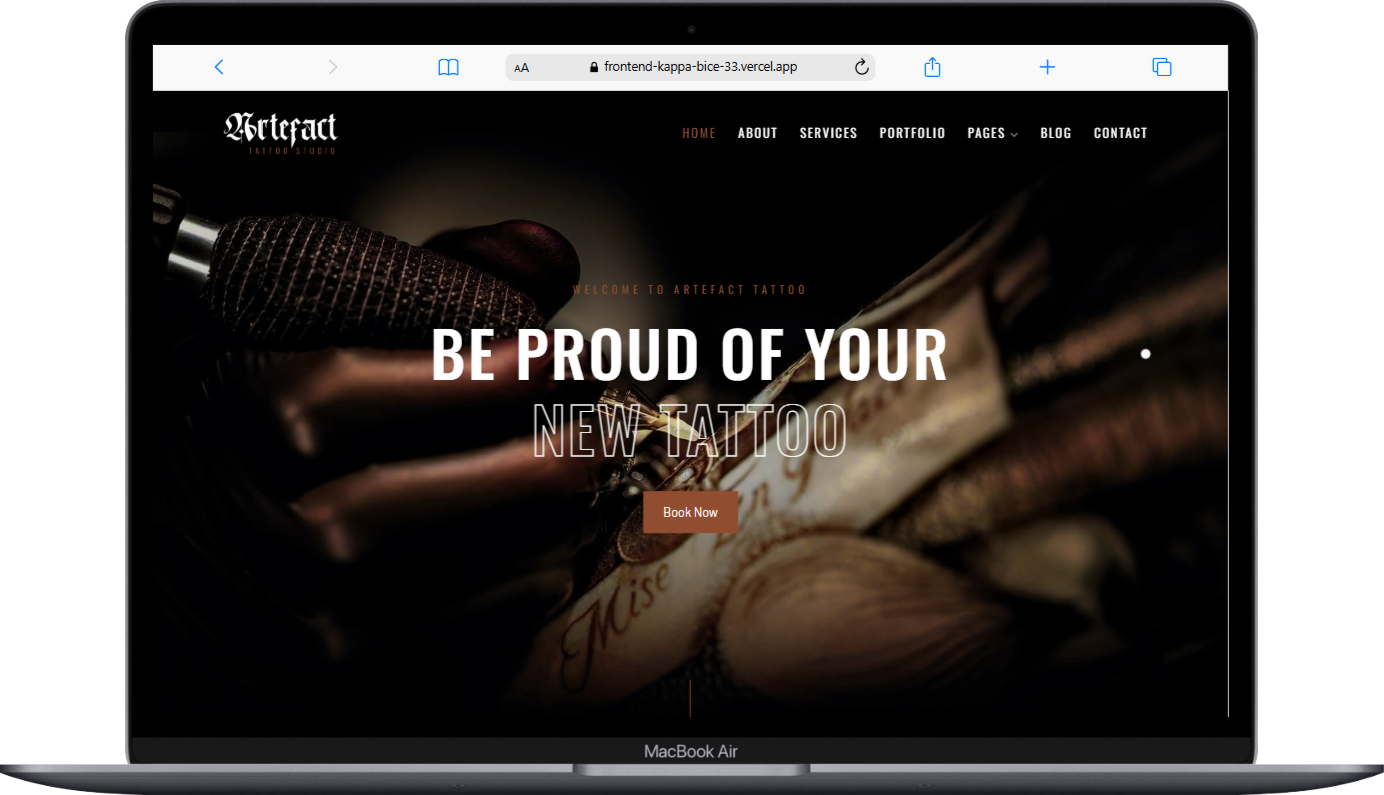 AA frontend-kappa-bice-33.vercel.app
Artefact
TATTOO STUDIO
HOME ABOUT SERVICES PORTFOLIO PAGES BLOG CONTACT
WELCOME TO ARTEFACT TATTOO
BE PROUD OF YOUR
NEW TATTOO
Book Now
Mise
MacBook Air